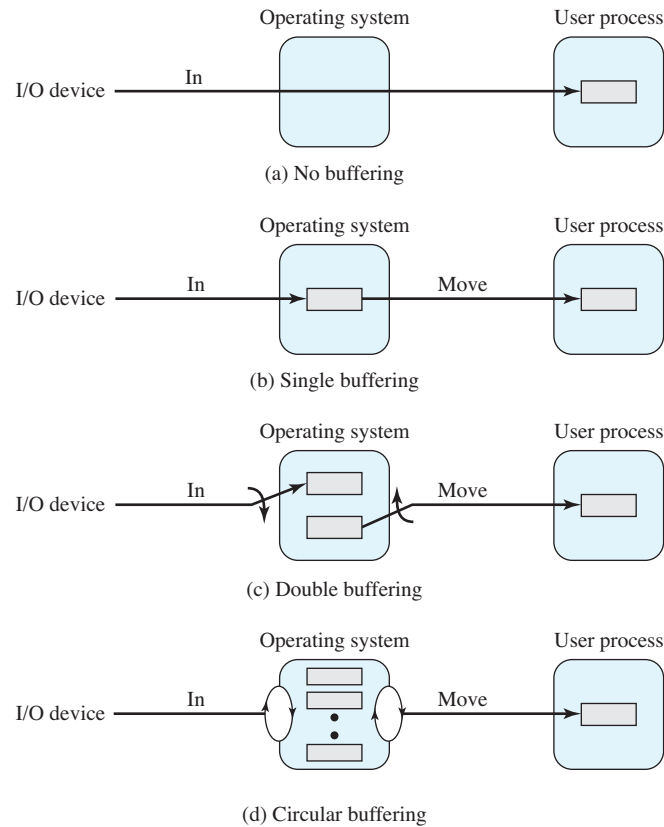 Operating system User process
In
I/O device
(a) No buffering
Operating system User process
In Move
I/O device
(b) Single buffering
Operating system User process
In Move
I/O device
(c) Double buffering
Operating system User process
In Move
I/O device
(d) Circular buffering